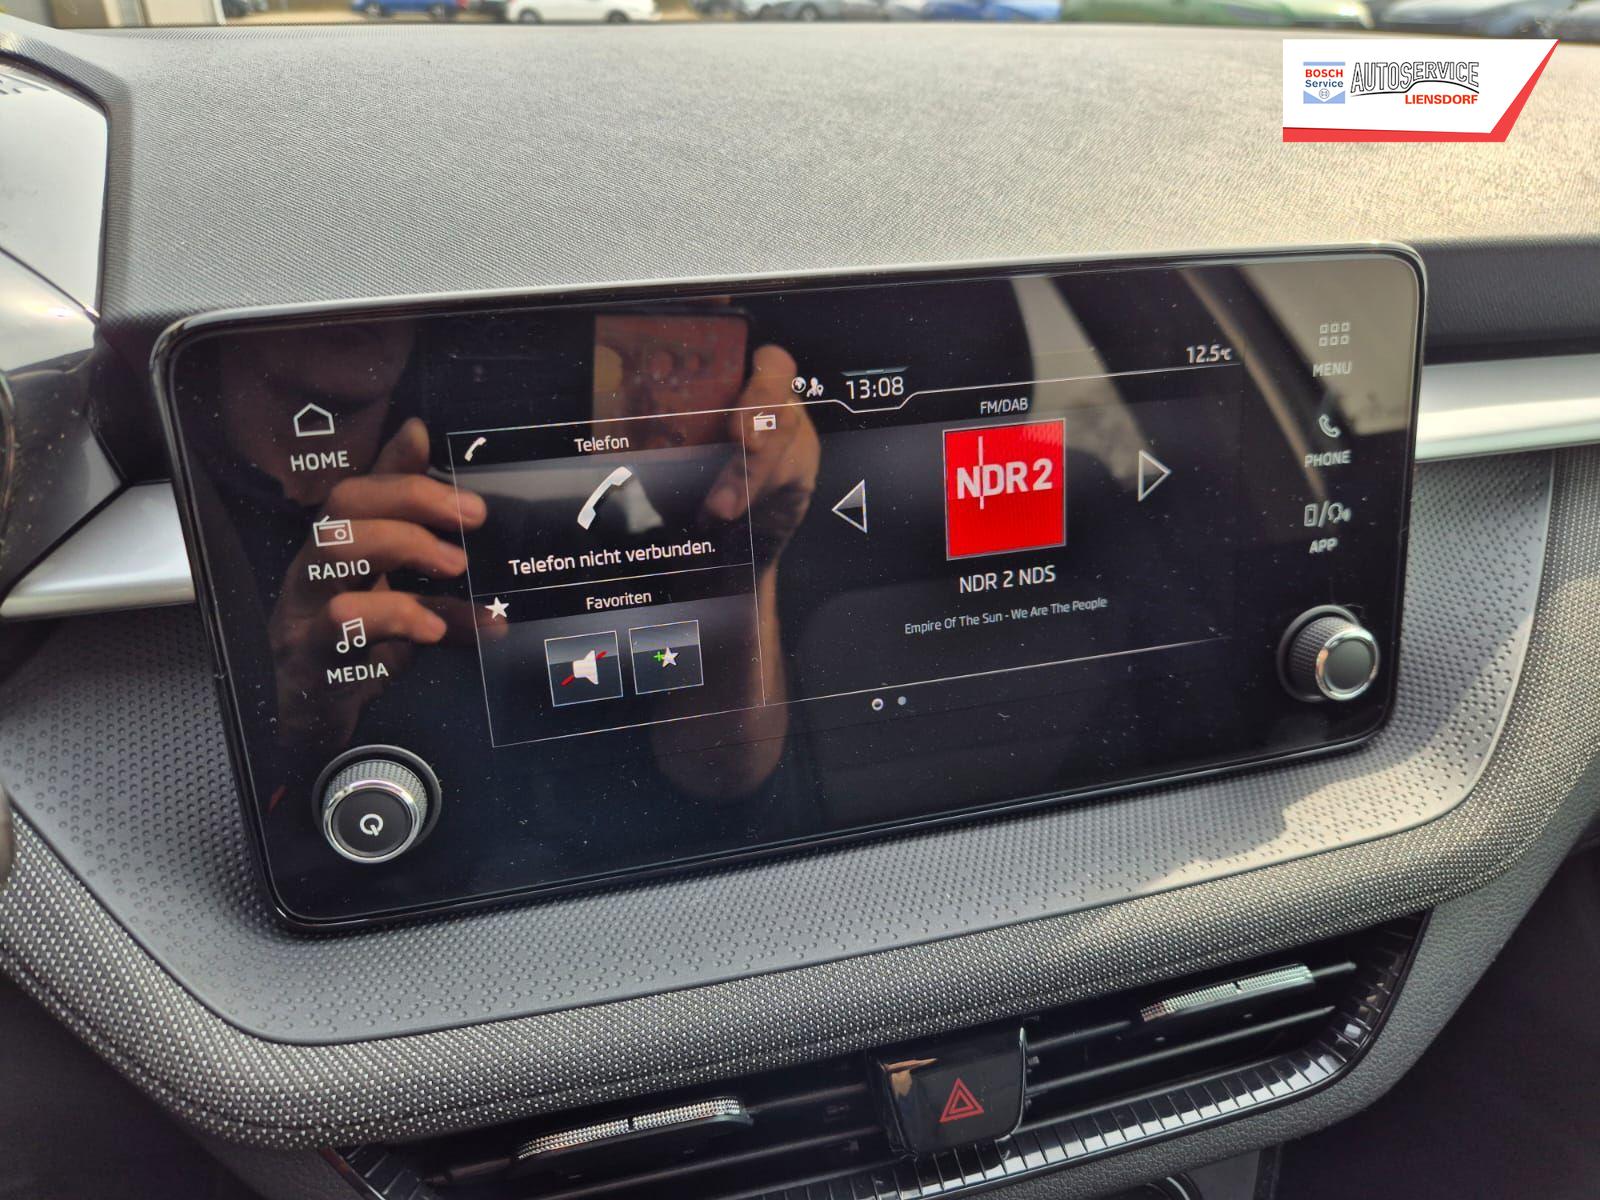 BOSCH
Service
AUTOSERVICE
LIENSDORF
12.5°C
13:08
MENU
HOME
Telefon
FM/DAB
NDR 2
PHONE
RADIO
Telefon nicht verbunden.
NDR 2 NDS
APP
Favoriten
Empire Of The Sun - We Are The People
MEDIA